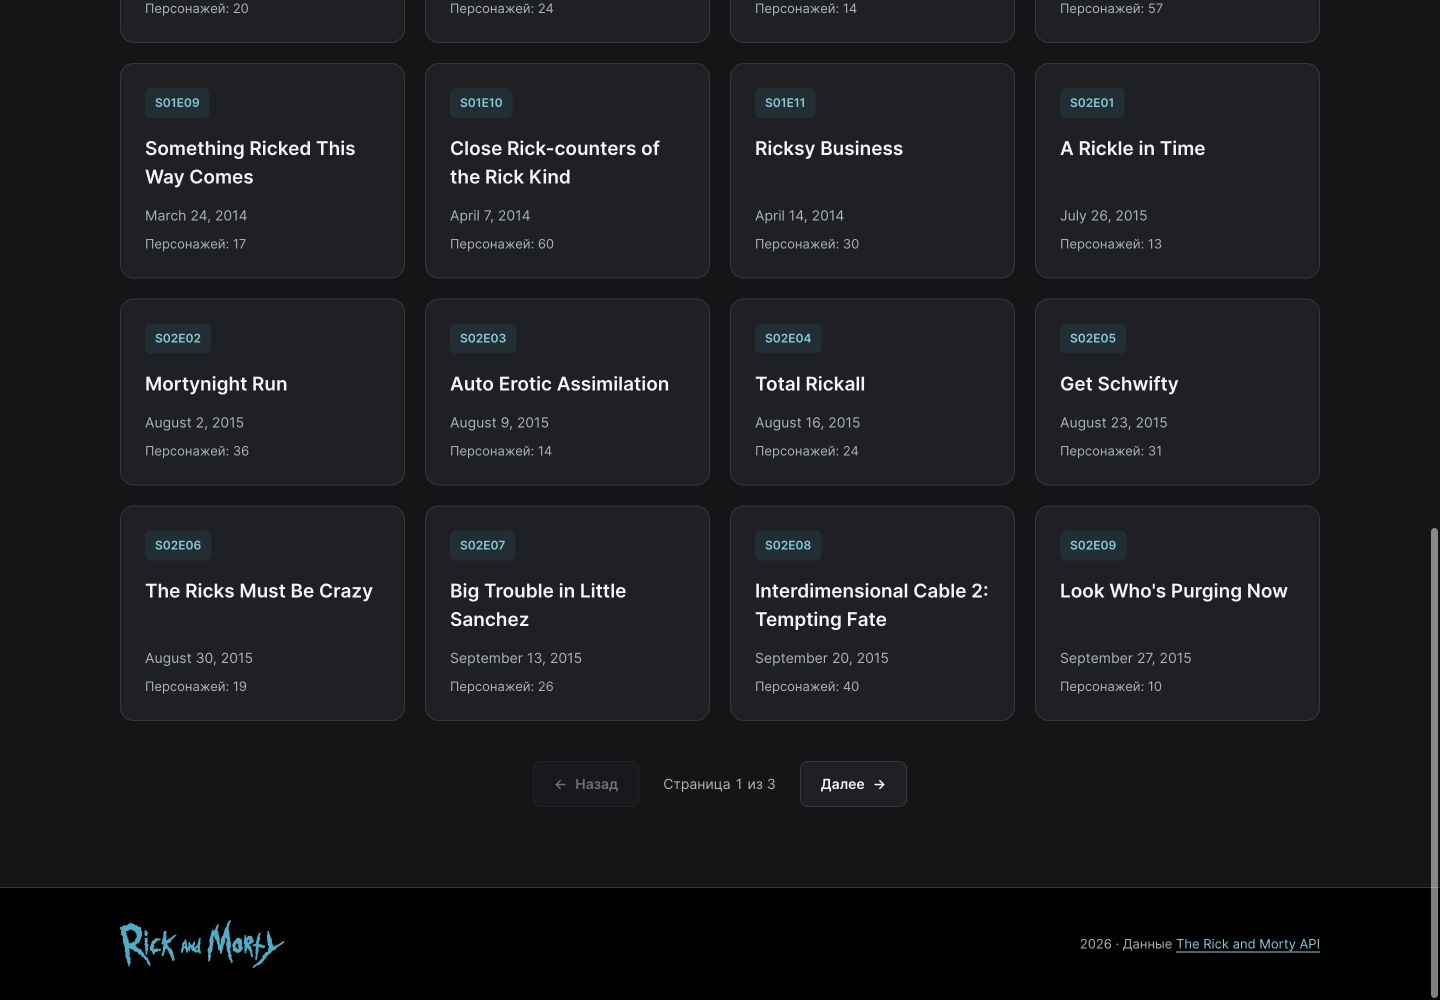 Персонажей: 20
Персонажей: 24
Персонажей: 14
Персонажей: 57
S01E09
Something Ricked This
Way Comes
March 24, 2014
Персонажей: 17
S01E10
Close Rick-counters of
the Rick Kind
April 7, 2014
Персонажей: 60
S01E11
Ricksy Business
April 14, 2014
Персонажей: 30
S02E01
A Rickle in Time
July 26, 2015
Персонажей: 13
S02E02
Mortynight Run
August 2, 2015
Персонажей: 36
S02E03
Auto Erotic Assimilation
August 9, 2015
Персонажей: 14
S02E04
Total Rickall
August 16, 2015
Персонажей: 24
S02E05
Get Schwifty
August 23, 2015
Персонажей: 31
S02E06
The Ricks Must Be Crazy
August 30, 2015
Персонажей: 19
S02E07
Big Trouble in Little
Sanchez
September 13, 2015
Персонажей: 26
S02E08
Interdimensional Cable 2:
Tempting Fate
September 20, 2015
Персонажей: 40
S02E09
Look Who's Purging Now
September 27, 2015
Персонажей: 10
← Назад
Страница 1 из 3
Далее →
Rick and Morty
2026 · Данные The Rick and Morty API